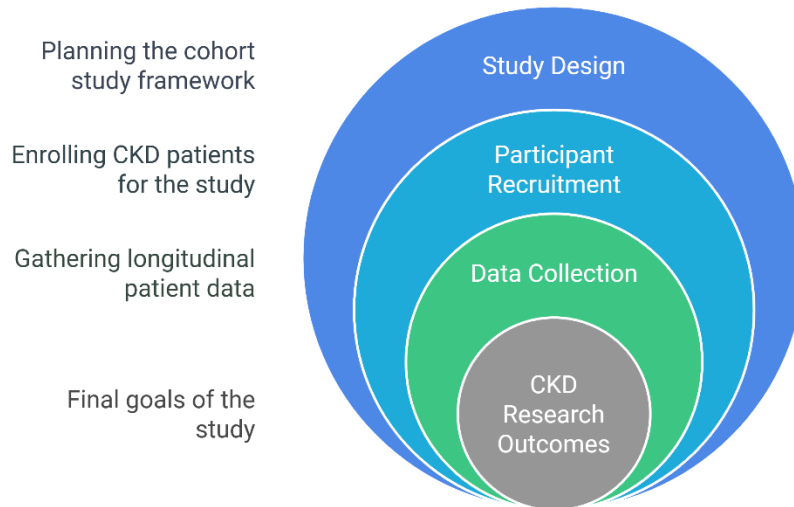 Planning the cohort
study framework
Study Design
Enrolling CKD patients
for the study
Participant
Recruitment
Gathering longitudinal
patient data
Data Collection
Final goals of the
study
CKD
Research
Outcomes